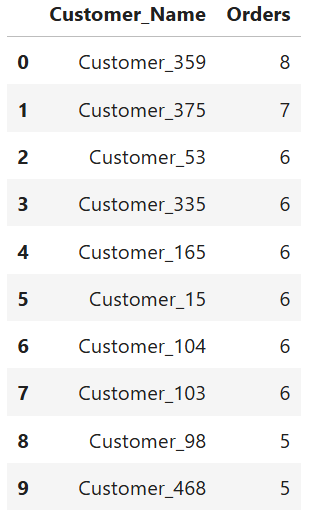 Customer_Name Orders
0 Customer_359 8
1 Customer_375 7
2 Customer_53 6
3 Customer_335 6
4 Customer_165 6
5 Customer_15 6
6 Customer_104 6
7 Customer_103 6
8 Customer_98 5
9 Customer_468 5